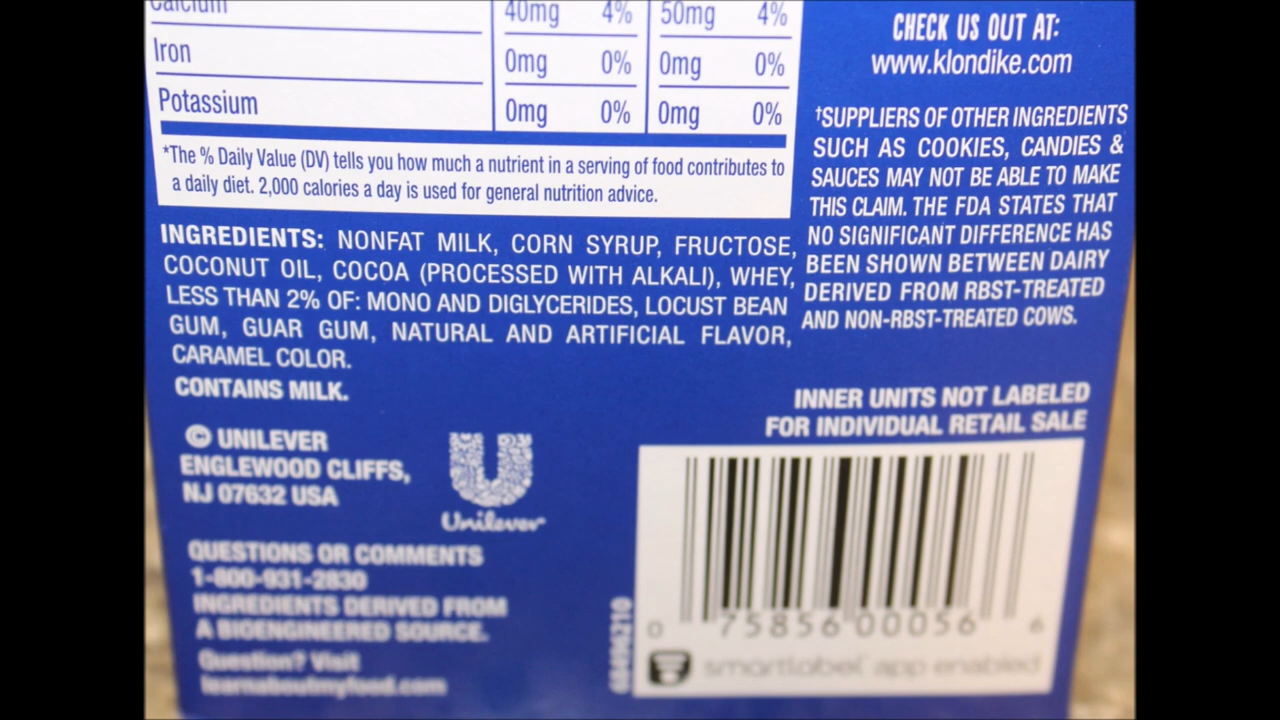 Calcium 40mg 4% 50mg 4%
Iron 0mg 0% 0mg 0%
Potassium 0mg 0% 0mg 0%
*The % Daily Value (DV) tells you how much a nutrient in a serving of food contributes to
a daily diet. 2,000 calories a day is used for general nutrition advice.
INGREDIENTS: NONFAT MILK, CORN SYRUP, FRUCTOSE,
COCONUT OIL, COCOA (PROCESSED WITH ALKALI), WHEY,
LESS THAN 2% OF: MONO AND DIGLYCERIDES, LOCUST BEAN
GUM, GUAR GUM, NATURAL AND ARTIFICIAL FLAVOR,
CARAMEL COLOR.
CONTAINS MILK.
© UNILEVER
ENGLEWOOD CLIFFS,
NJ 07632 USA
Unilever
QUESTIONS OR COMMENTS
1-800-931-2830
INGREDIENTS DERIVED FROM
A BIOENGINEERED SOURCE.
Question? Visit
learnaboutmyfood.com
CHECK US OUT AT:
www.klondike.com
†SUPPLIERS OF OTHER INGREDIENTS
SUCH AS COOKIES, CANDIES &
SAUCES MAY NOT BE ABLE TO MAKE
THIS CLAIM. THE FDA STATES THAT
NO SIGNIFICANT DIFFERENCE HAS
BEEN SHOWN BETWEEN DAIRY
DERIVED FROM RBST-TREATED
AND NON-RBST-TREATED COWS.
INNER UNITS NOT LABELED
FOR INDIVIDUAL RETAIL SALE
0 75856 00056 6
smartlabel app enabled